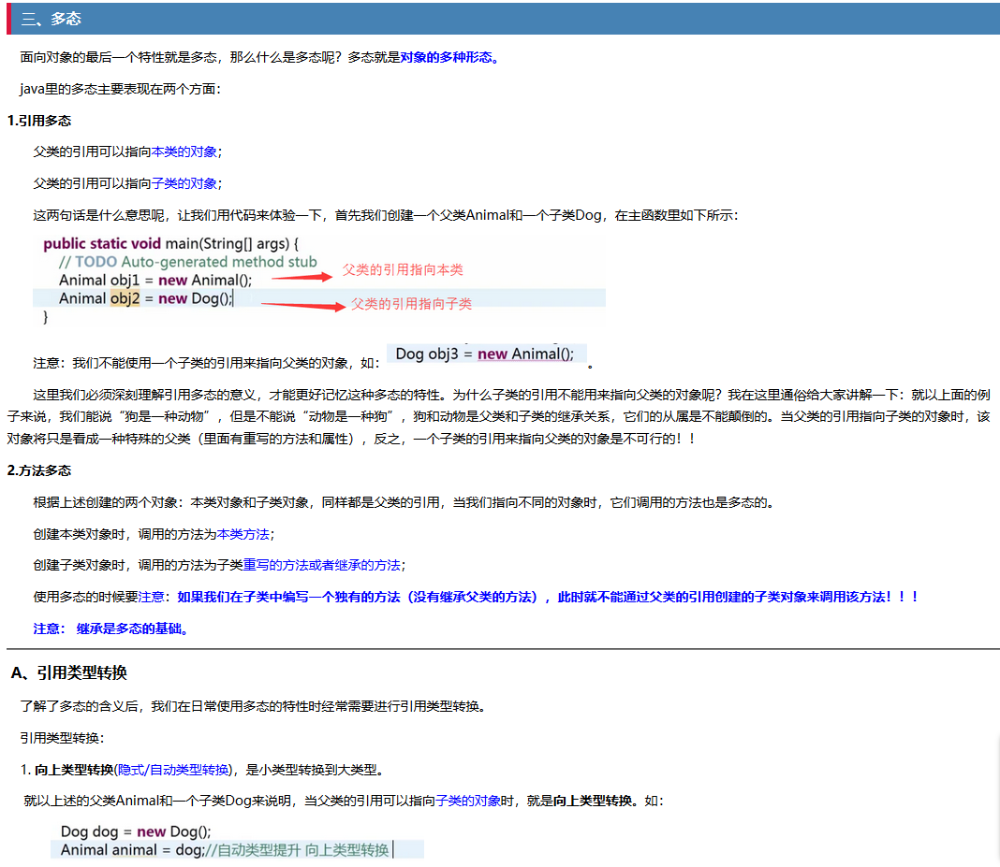 三、多态
面向对象的最后一个特性就是多态，那么什么是多态呢？多态就是对象的多种形态。
java里的多态主要表现在两个方面：
1.引用多态
父类的引用可以指向本类的对象；
父类的引用可以指向子类的对象；
这两句话是什么意思呢，让我们用代码来体验一下，首先我们创建一个父类Animal和一个子类Dog，在主函数里如下所示：
public static void main(String[] args) {
// TODO Auto-generated method stub
Animal obj1 = new Animal(); 父类的引用指向本类
Animal obj2 = new Dog(); 父类的引用指向子类
}
注意：我们不能使用一个子类的引用来指向父类的对象，如： Dog obj3 = new Animal(); 。
这里我们必须深刻理解引用多态的意义，才能更好记忆这种多态的特性。为什么子类的引用不能用来指向父类的对象呢？我在这里通俗给大家讲解一下：就以上面的例
子来说，我们能说“狗是一种动物”，但是不能说“动物是一种狗”，狗和动物是父类和子类的继承关系，它们的从属是不能颠倒的。当父类的引用指向子类的对象时，该
对象将只是看成一种特殊的父类（里面有重写的方法和属性），反之，一个子类的引用来指向父类的对象是不可行的！！
2.方法多态
根据上述创建的两个对象：本类对象和子类对象，同样都是父类的引用，当我们指向不同的对象时，它们调用的方法也是多态的。
创建本类对象时，调用的方法为本类方法；
创建子类对象时，调用的方法为子类重写的方法或者继承的方法；
使用多态的时候要注意：如果我们在子类中编写一个独有的方法（没有继承父类的方法），此时就不能通过父类的引用创建的子类对象来调用该方法！！！
注意： 继承是多态的基础。
A、引用类型转换
了解了多态的含义后，我们在日常使用多态的特性时经常需要进行引用类型转换。
引用类型转换：
1. 向上类型转换(隐式/自动类型转换)，是小类型转换到大类型。
就以上述的父类Animal和一个子类Dog来说明，当父类的引用可以指向子类的对象时，就是向上类型转换。如：
Dog dog = new Dog();
Animal animal = dog;//自动类型提升 向上类型转换